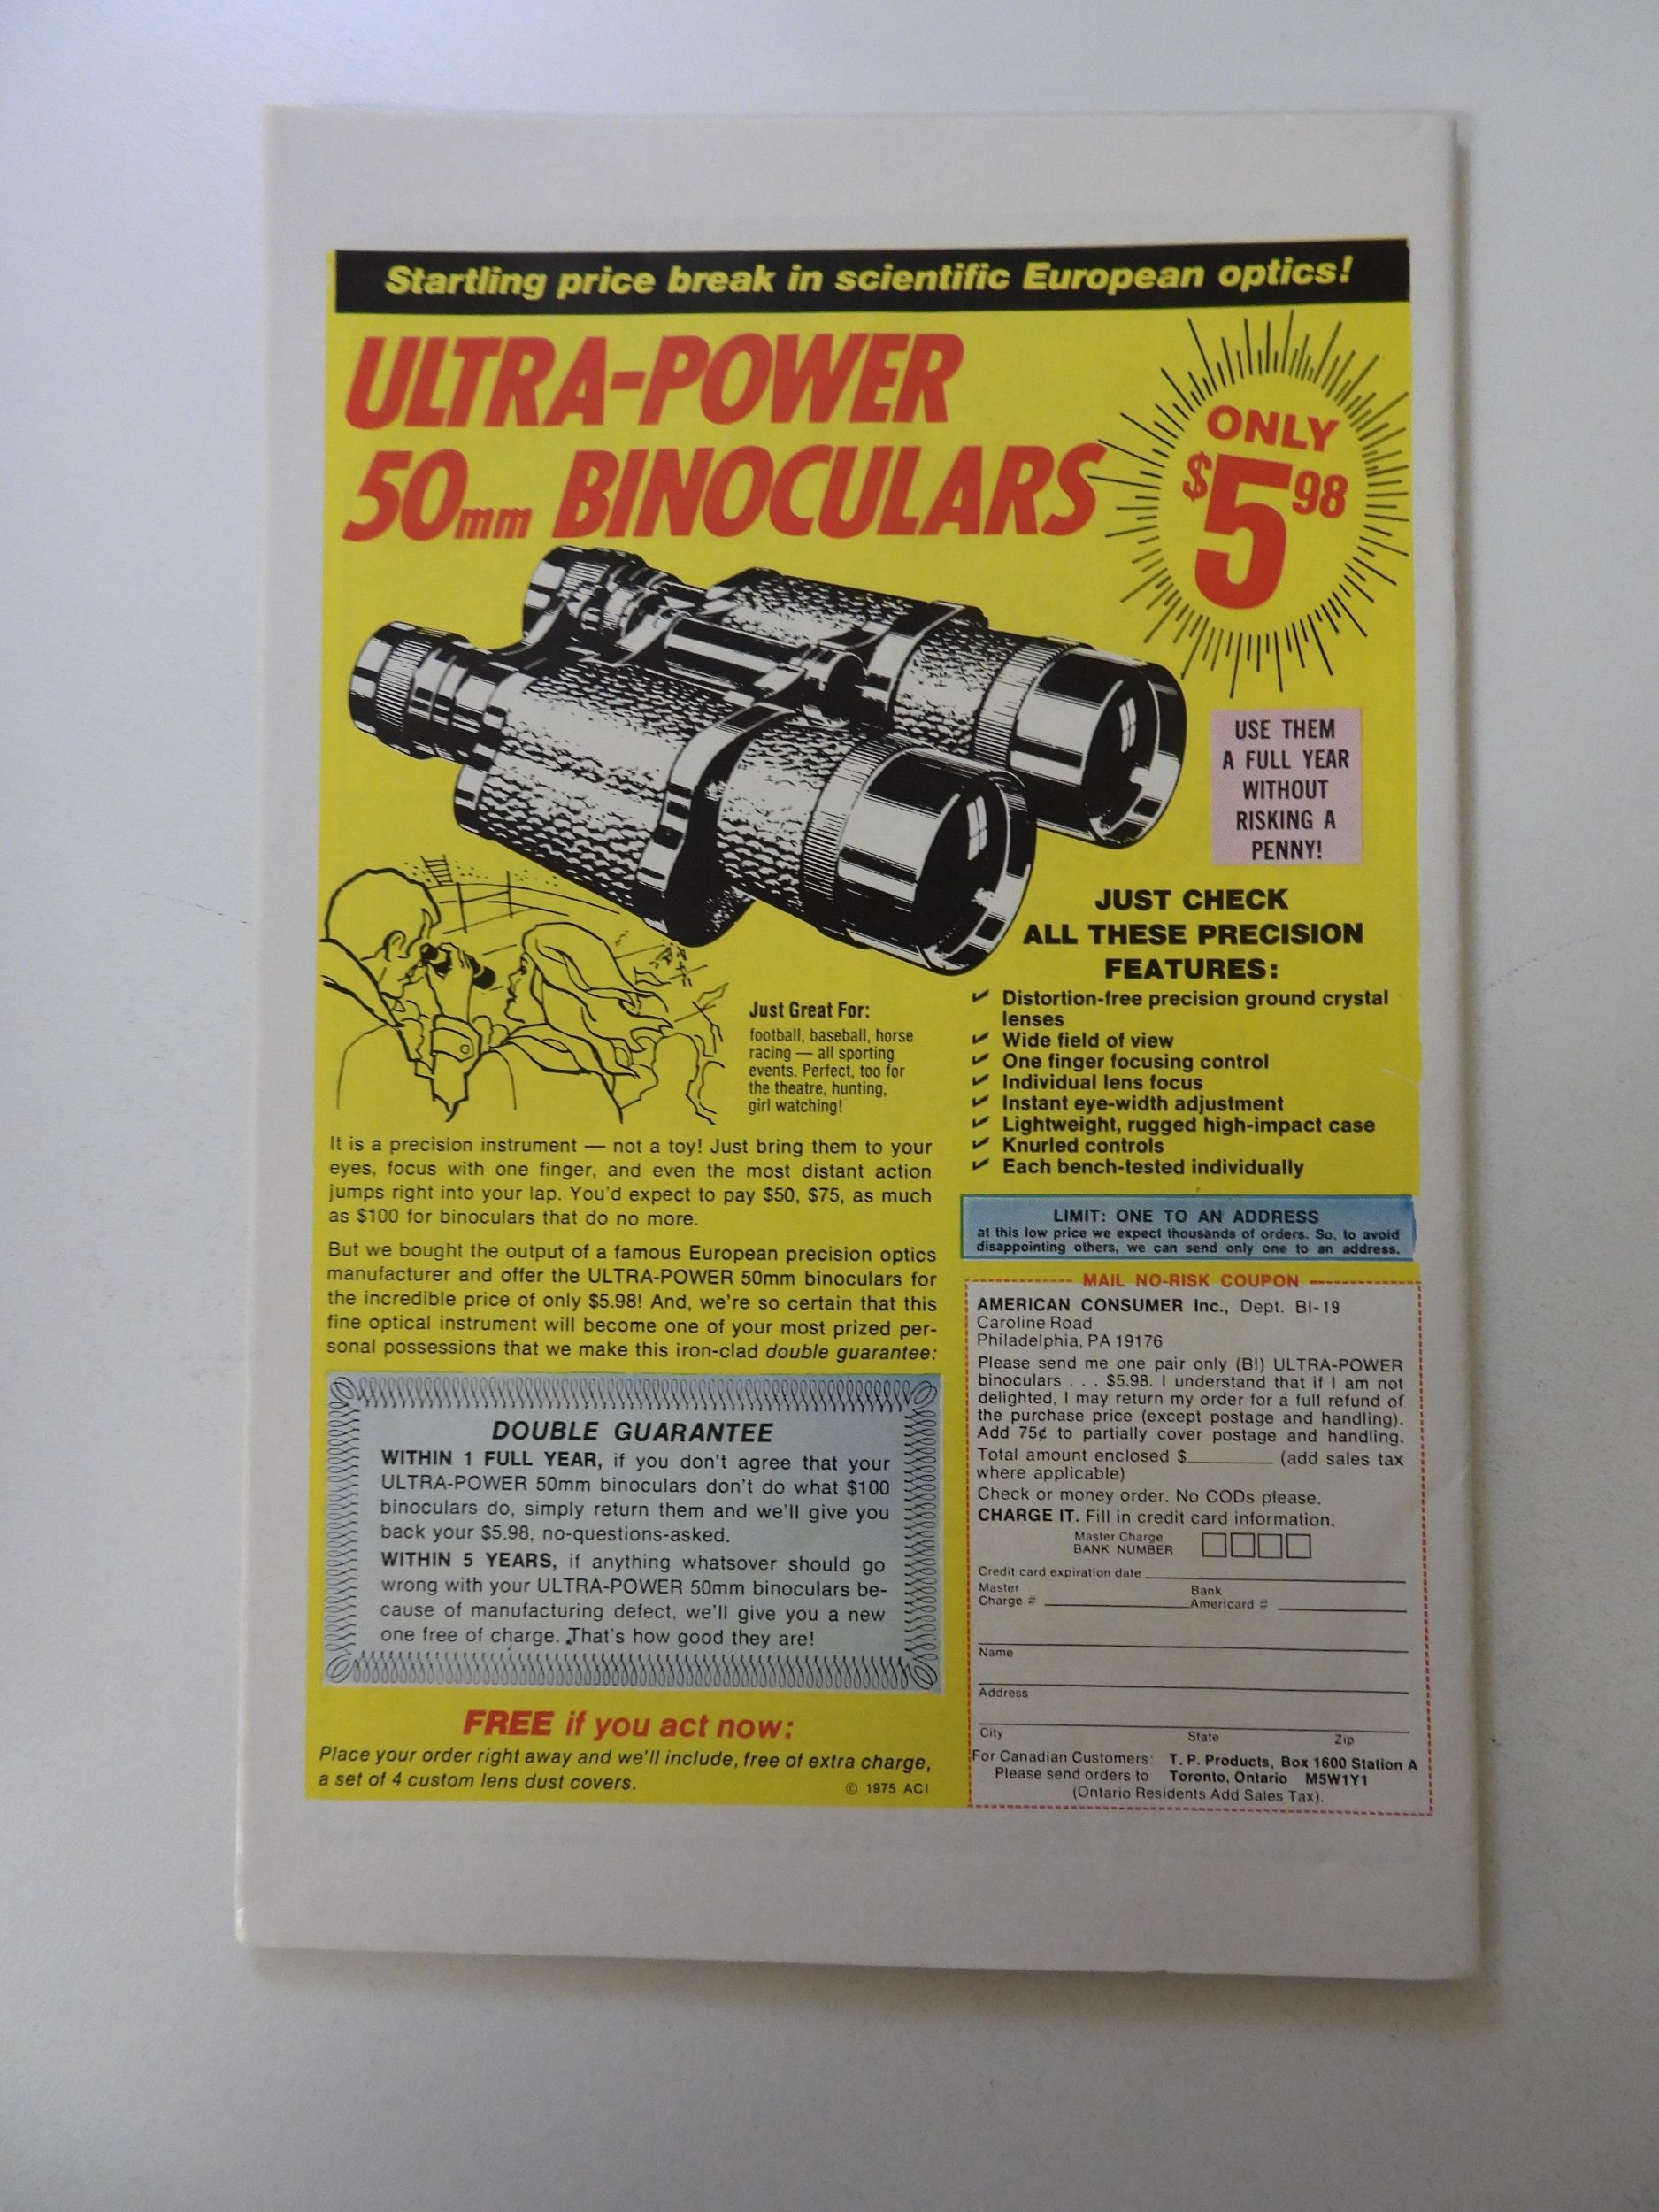 Startling price break in scientific European optics!
ULTRA-POWER
50mm BINOCULARS
ONLY
$5 98
USE THEM
A FULL YEAR
WITHOUT
RISKING A
PENNY!
JUST CHECK
ALL THESE PRECISION
FEATURES:
✔ Distortion-free precision ground crystal
lenses
✔ Wide field of view
✔ One finger focusing control
✔ Individual lens focus
✔ Instant eye-width adjustment
✔ Lightweight, rugged high-impact case
✔ Knurled controls
✔ Each bench-tested individually
Just Great For:
football, baseball, horse
racing — all sporting
events. Perfect, too for
the theatre, hunting,
girl watching!
It is a precision instrument — not a toy! Just bring them to your
eyes, focus with one finger, and even the most distant action
jumps right into your lap. You'd expect to pay $50, $75, as much
as $100 for binoculars that do no more.
But we bought the output of a famous European precision optics
manufacturer and offer the ULTRA-POWER 50mm binoculars for
the incredible price of only $5.98! And, we're so certain that this
fine optical instrument will become one of your most prized per-
sonal possessions that we make this iron-clad double guarantee:
DOUBLE GUARANTEE
WITHIN 1 FULL YEAR, if you don't agree that your
ULTRA-POWER 50mm binoculars don't do what $100
binoculars do, simply return them and we'll give you
back your $5.98, no-questions-asked.
WITHIN 5 YEARS, if anything whatsover should go
wrong with your ULTRA-POWER 50mm binoculars be-
cause of manufacturing defect, we'll give you a new
one free of charge. That's how good they are!
FREE if you act now:
Place your order right away and we'll include, free of extra charge,
a set of 4 custom lens dust covers.
© 1975 ACI
LIMIT: ONE TO AN ADDRESS
at this low price we expect thousands of orders. So, to avoid
disappointing others, we can send only one to an address.
MAIL NO-RISK COUPON
AMERICAN CONSUMER Inc., Dept. BI-19
Caroline Road
Philadelphia, PA 19176
Please send me one pair only (BI) ULTRA-POWER
binoculars . . . $5.98. I understand that if I am not
delighted, I may return my order for a full refund of
the purchase price (except postage and handling).
Add 75¢ to partially cover postage and handling.
Total amount enclosed $________ (add sales tax
where applicable)
Check or money order. No CODs please.
CHARGE IT. Fill in credit card information.
Master Charge
BANK NUMBER
Credit card expiration date
Master Bank
Charge # Americard #
Name
Address
City State Zip
For Canadian Customers: T. P. Products, Box 1600 Station A
Please send orders to Toronto, Ontario M5W1Y1
(Ontario Residents Add Sales Tax).